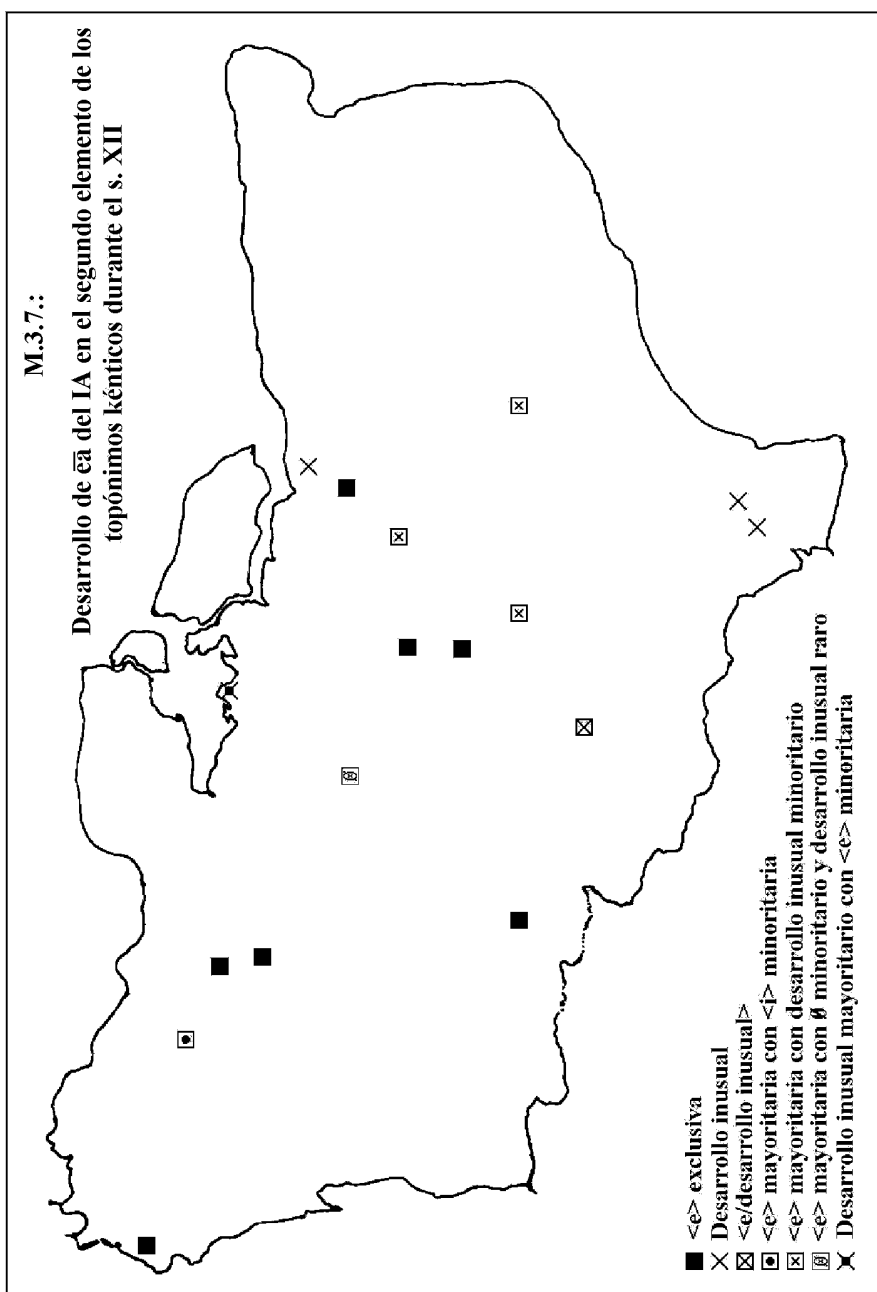 M.3.7.:
Desarrollo de ēa del IA en el segundo elemento de los
topónimos kénticos durante el s. XII
<e> exclusiva
Desarrollo inusual
<e/desarrollo inusual>
<e> mayoritaria con <i> minoritaria
<e> mayoritaria con desarrollo inusual minoritario
<e> mayoritaria con Ø minoritario y desarrollo inusual raro
Desarrollo inusual mayoritario con <e> minoritaria